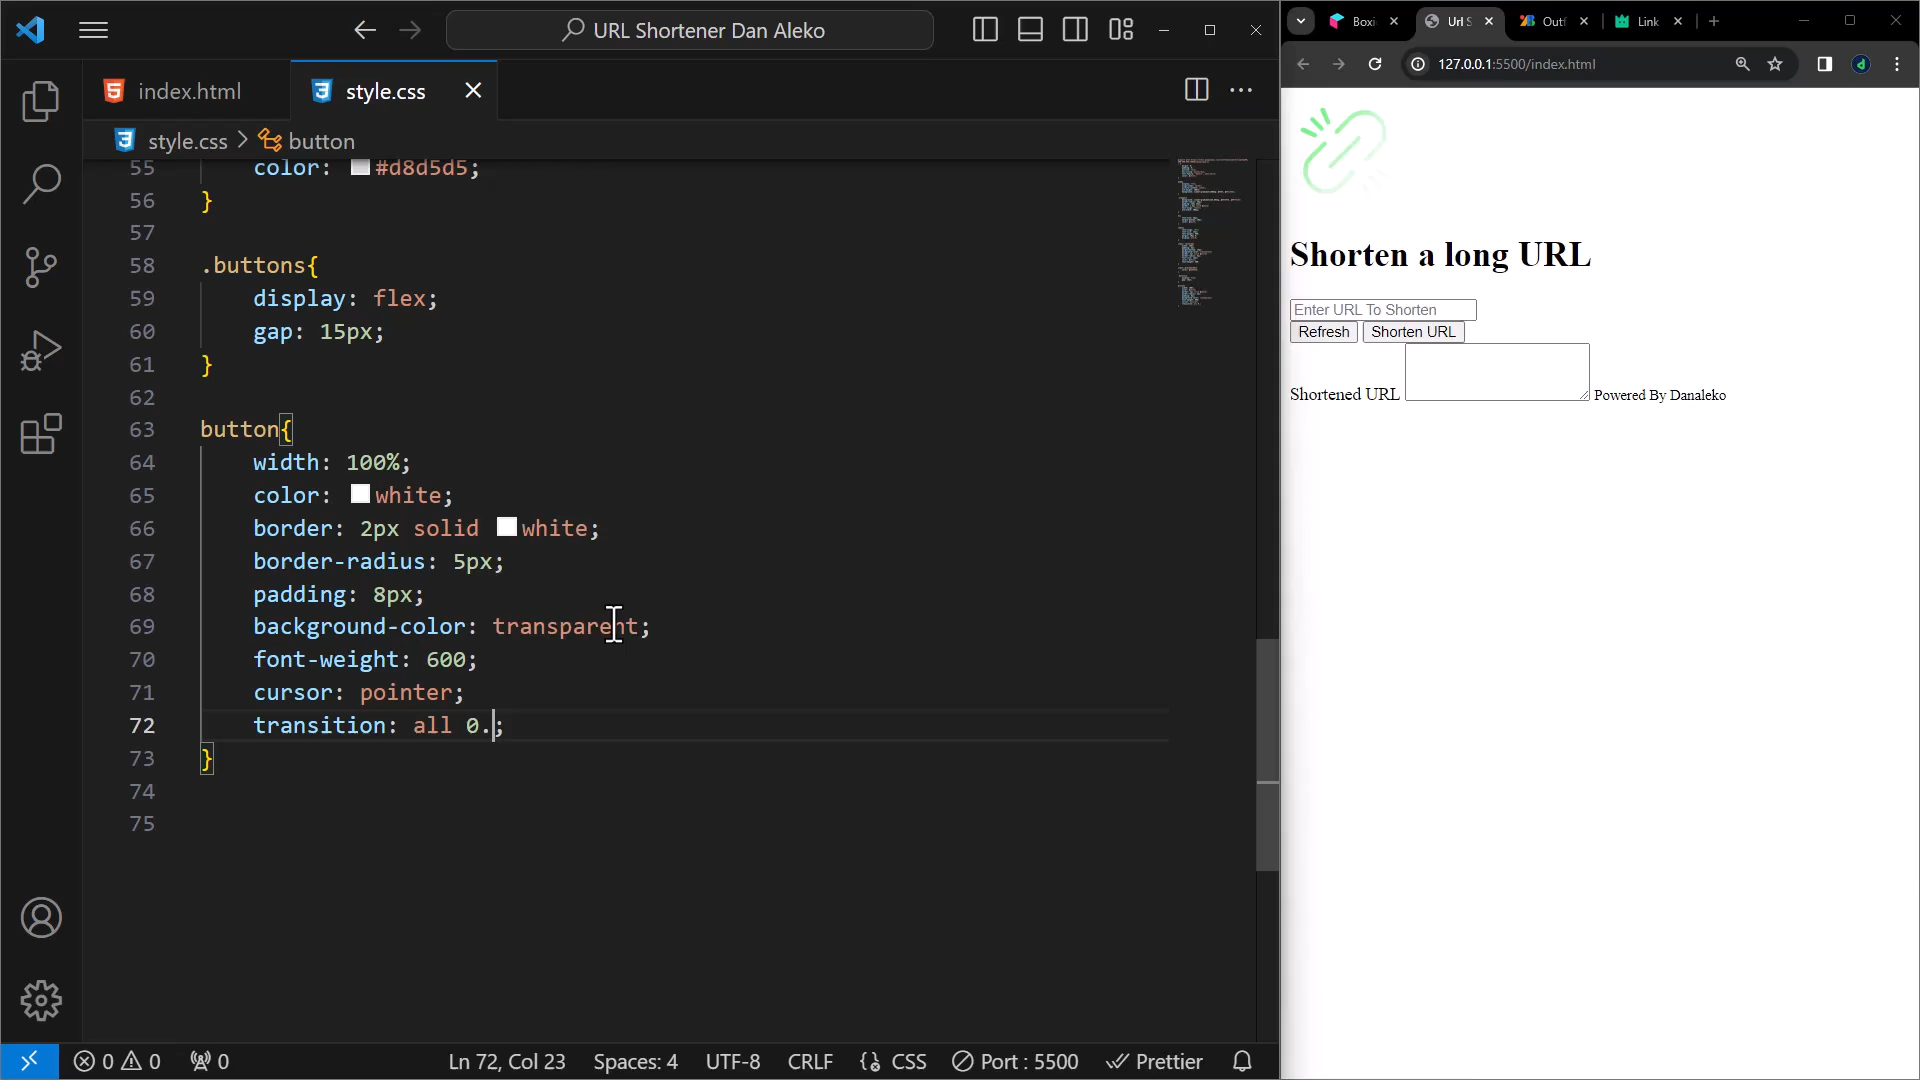 URL Shortener Dan Aleko
index.html
style.css
style.css > button
55 color: #d8d5d5;
56 }
57
58 .buttons{
59 display: flex;
60 gap: 15px;
61 }
62
63 button{
64 width: 100%;
65 color: white;
66 border: 2px solid white;
67 border-radius: 5px;
68 padding: 8px;
69 background-color: transparent;
70 font-weight: 600;
71 cursor: pointer;
72 transition: all 0.;
73 }
74
75
0 0 0 Ln 72, Col 23 Spaces: 4 UTF-8 CRLF CSS Port : 5500 Prettier
Boxi Url S Outf Link
127.0.0.1:5500/index.html
Shorten a long URL
Enter URL To Shorten
Refresh Shorten URL
Shortened URL Powered By Danaleko